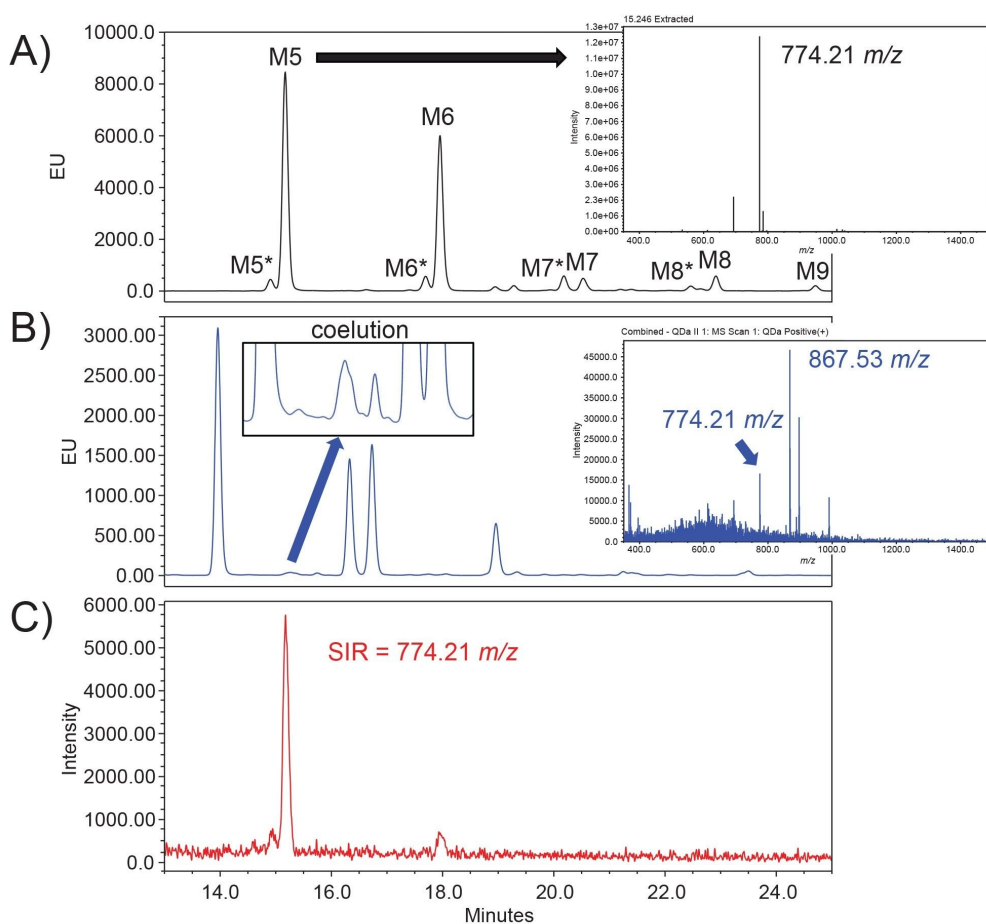 A)
10000.0
8000.0
6000.0
4000.0
2000.0
0.0
EU
M5*
M5
M6*
M6
M7*
M7
M8*
M8
M9
15.246 Extracted
774.21 m/z
1.3e+07
1.2e+07
1.1e+07
1.0e+07
9.0e+06
8.0e+06
7.0e+06
6.0e+06
5.0e+06
4.0e+06
3.0e+06
2.3e+06
1.3e+06
0.0e+00
Intensity
400.0
600.0
800.0
1000.0
1200.0
1400.0
m/z
B)
3000.00
2500.00
2000.00
1500.00
1000.00
500.00
0.00
EU
coelution
Combined - QDa II 1: MS Scan 1: QDa Positive(+)
867.53 m/z
774.21 m/z
45000.0
40000.0
35000.0
30000.0
25000.0
20000.0
15000.0
10000.0
5000.0
0.0
Intensity
400.0
600.0
800.0
1000.0
1200.0
1400.0
m/z
C)
6000.00
5000.00
4000.00
3000.00
2000.00
1000.00
0.0
Intensity
SIR = 774.21 m/z
14.0
16.0
18.0
20.0
22.0
24.0
Minutes